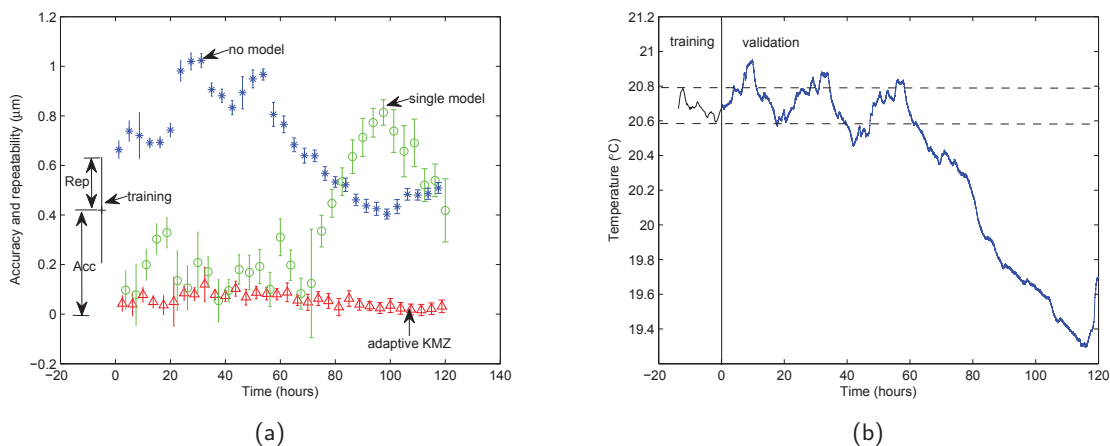 1.2
1
0.8
0.6
0.4
0.2
0
−0.2
Accuracy and repeatability (μm)
no model
single model
training
Rep
Acc
adaptive KMZ
−20 0 20 40 60 80 100 120 140
Time (hours)
(a)
21.2
21
20.8
20.6
20.4
20.2
20
19.8
19.6
19.4
19.2
Temperature (°C)
training validation
−20 0 20 40 60 80 100 120
Time (hours)
(b)